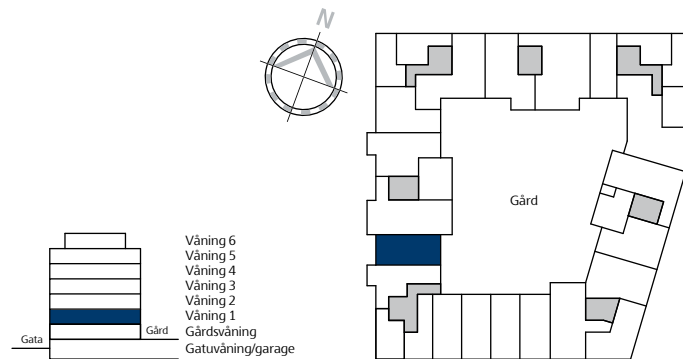 N
Gård
Våning 6
Våning 5
Våning 4
Våning 3
Våning 2
Våning 1
Gata
Gård
Gårdsvåning
Gatuvåning/garage